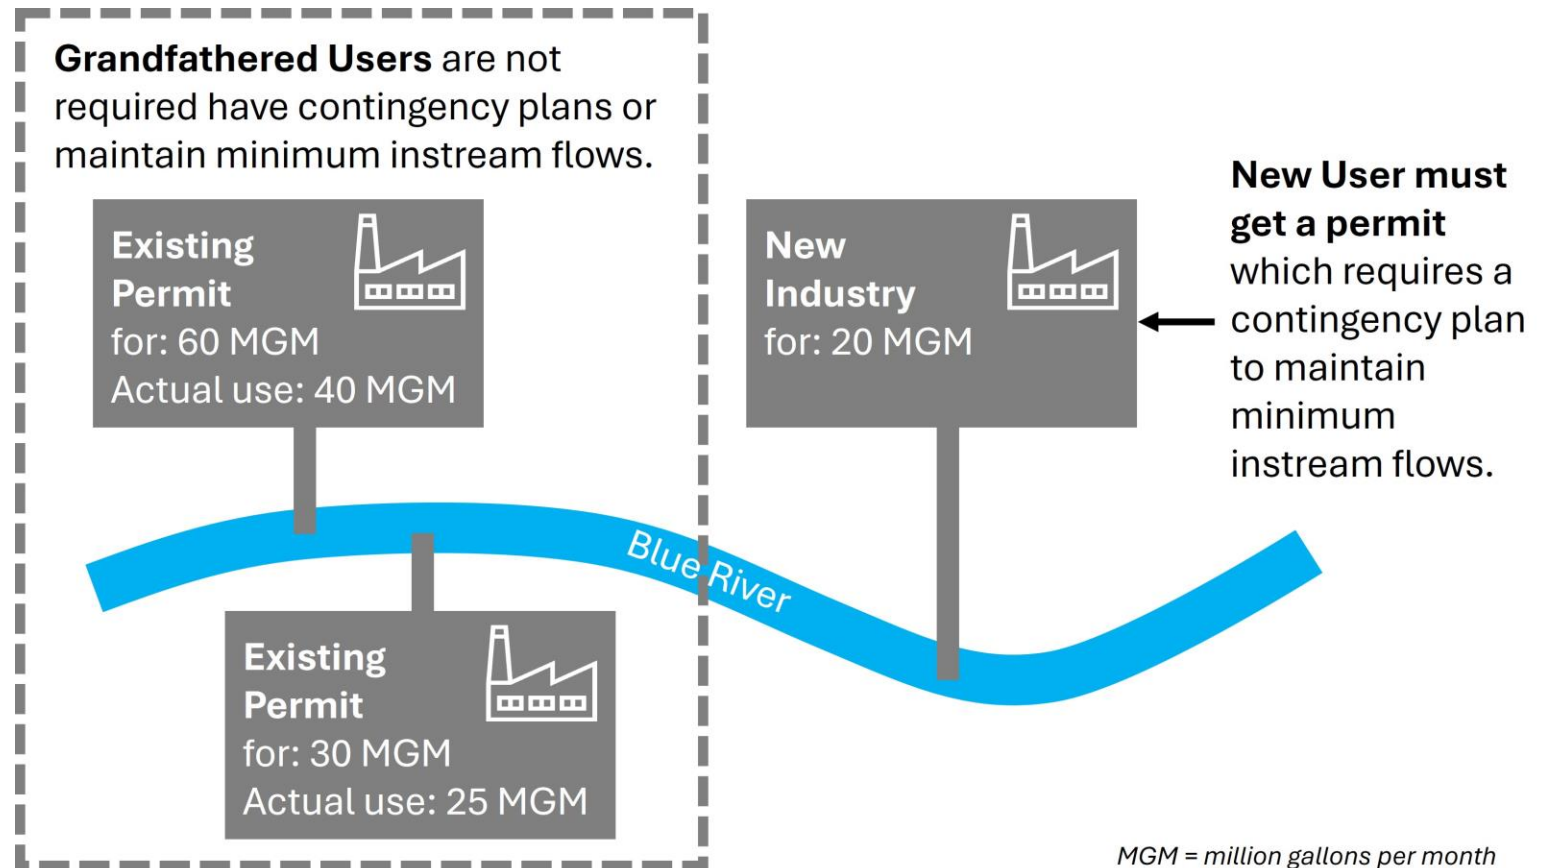 Grandfathered Users are not
required have contingency plans or
maintain minimum instream flows.
Existing
Permit
for: 60 MGM
Actual use: 40 MGM
New
Industry
for: 20 MGM
New User must
get a permit
which requires a
contingency plan
to maintain
minimum
instream flows.
Blue River
Existing
Permit
for: 30 MGM
Actual use: 25 MGM
MGM = million gallons per month